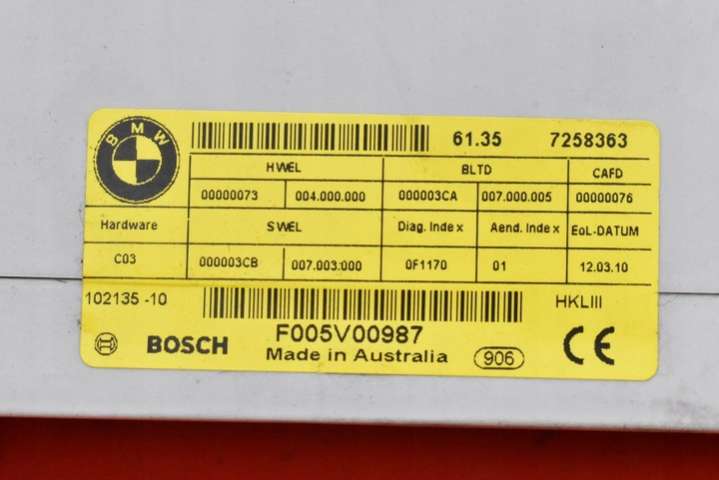 BMW
61.35 7258363
HWEL BLTD CAFD
00000073 004.000.000 000003CA 007.000.005 00000076
Hardware SWEL Diag. Index Aend. Index EoL-DATUM
C03 000003CB 007.003.000 0F1170 01 12.03.10
102135 -10 HKLIII
BOSCH F005V00987
Made in Australia 906 CE